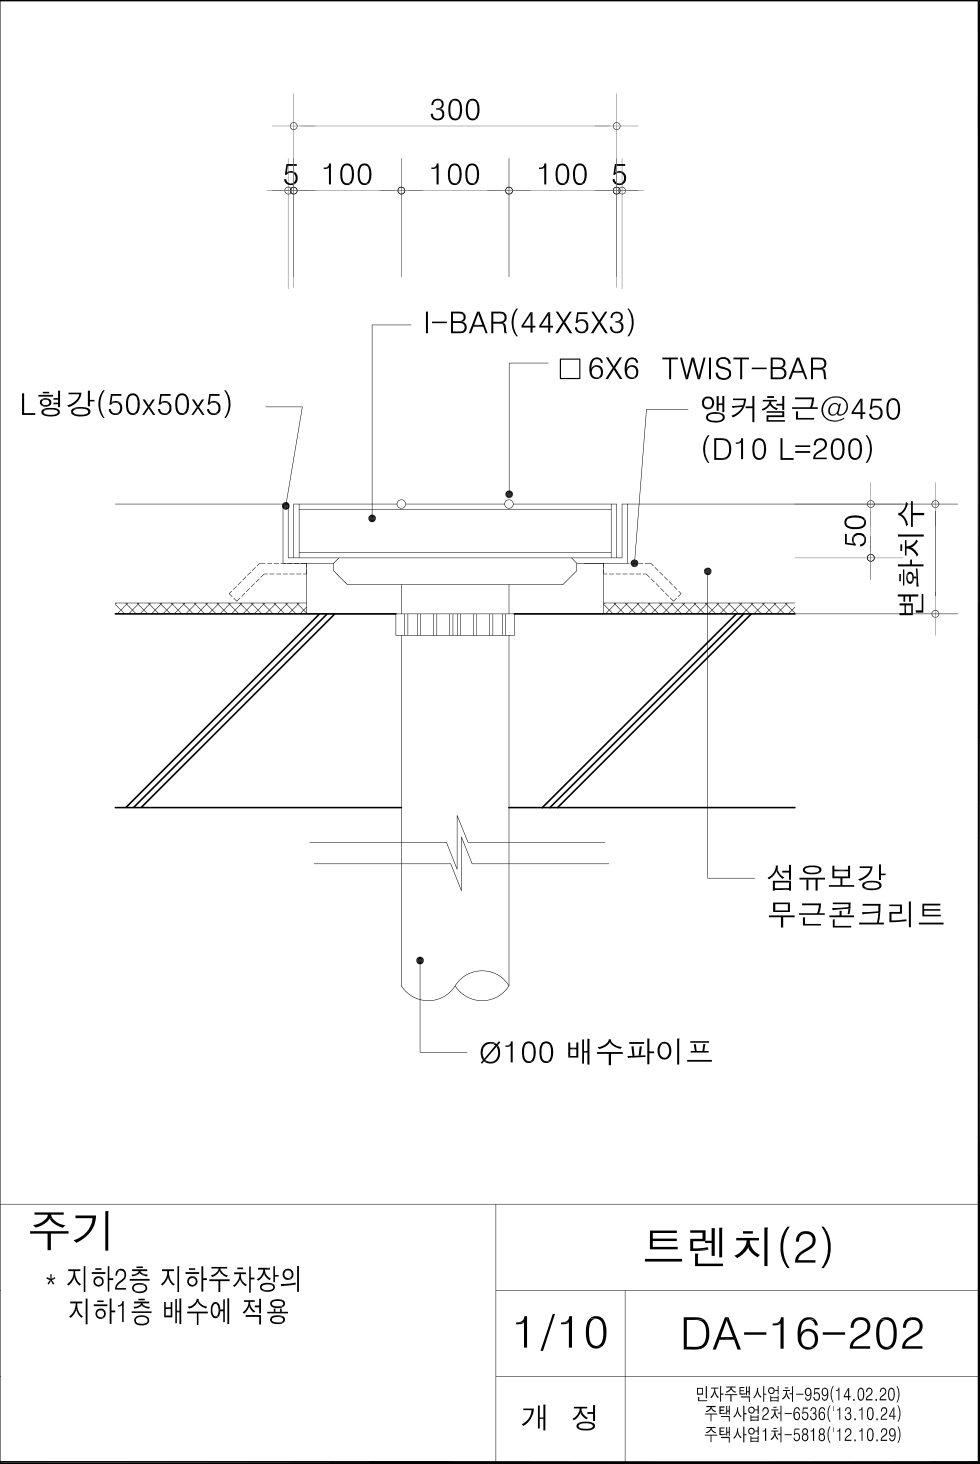 300
5 100 100 100 5
I-BAR(44X5X3)
□ 6X6 TWIST-BAR
L형강(50x50x5)
앵커철근@450
(D10 L=200)
50
변화치수
섬유보강
무근콘크리트
Ø100 배수파이프
주기
* 지하2층 지하주차장의
지하1층 배수에 적용
트렌치(2)
1/10
DA-16-202
개 정
민자주택사업처-959(14.02.20)
주택사업2처-6536('13.10.24)
주택사업1처-5818('12.10.29)